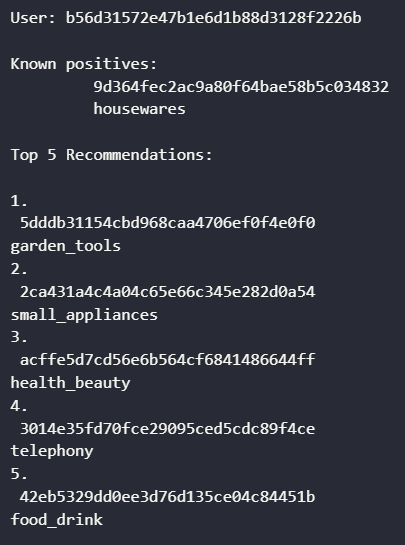 User: b56d31572e47b1e6d1b88d3128f2226b
Known positives:
9d364fec2ac9a80f64bae58b5c034832
housewares
Top 5 Recommendations:
1.
5dddb31154cbd968caa4706ef0f4e0f0
garden_tools
2.
2ca431a4c4a04c65e66c345e282d0a54
small_appliances
3.
acffe5d7cd56e6b564cf6841486644ff
health_beauty
4.
3014e35fd70fce29095ced5cdc89f4ce
telephony
5.
42eb5329dd0ee3d76d135ce04c84451b
food_drink